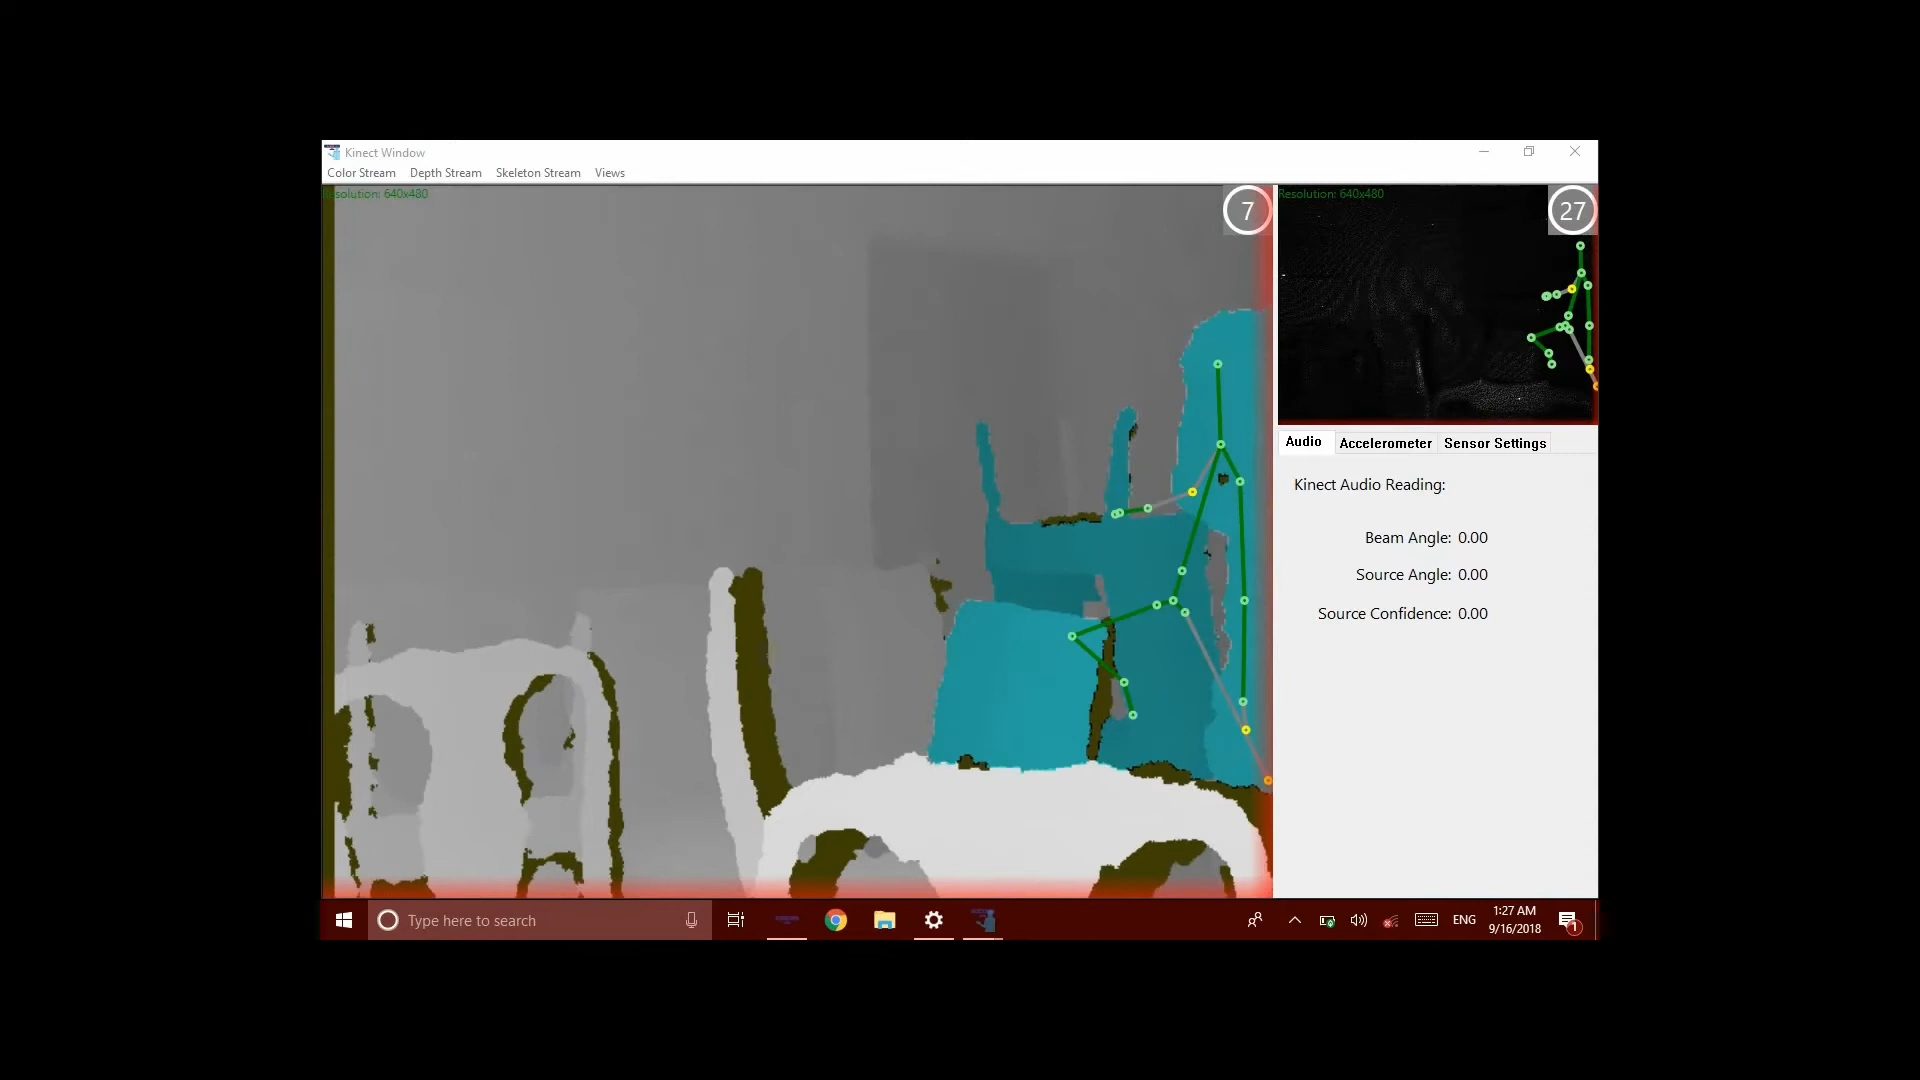 Kinect Window
Color Stream Depth Stream Skeleton Stream Views
Resolution: 640x480
7
Resolution: 640x480
27
Audio Accelerometer Sensor Settings
Kinect Audio Reading:
Beam Angle: 0.00
Source Angle: 0.00
Source Confidence: 0.00
Type here to search
ENG
1:27 AM
9/16/2018
1